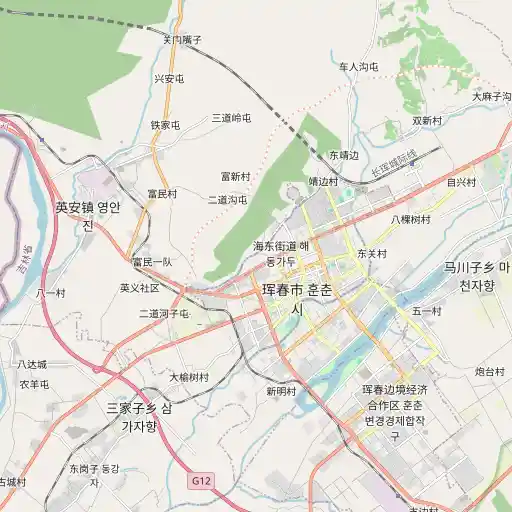 关门嘴子
车人沟屯
兴安屯
大麻子沟
三道岭屯
双新村
铁家屯
东靖边
长珲城际线
富新村
靖边村
自兴村
富民村
二道沟屯
英安镇 영안
진
八棵树村
海东街道 해
동가두
东关村
吉林省
富民一队
马川子乡 마
천자향
英义社区
八一村
珲春市 훈춘
시
五一村
二道河子屯
八达城
炮台村
农羊屯
大榆树村
新明村
珲春边境经济
合作区 훈춘
변경경제합작
구
三家子乡 삼
가자향
东岗子 동강
자
G12
古城村